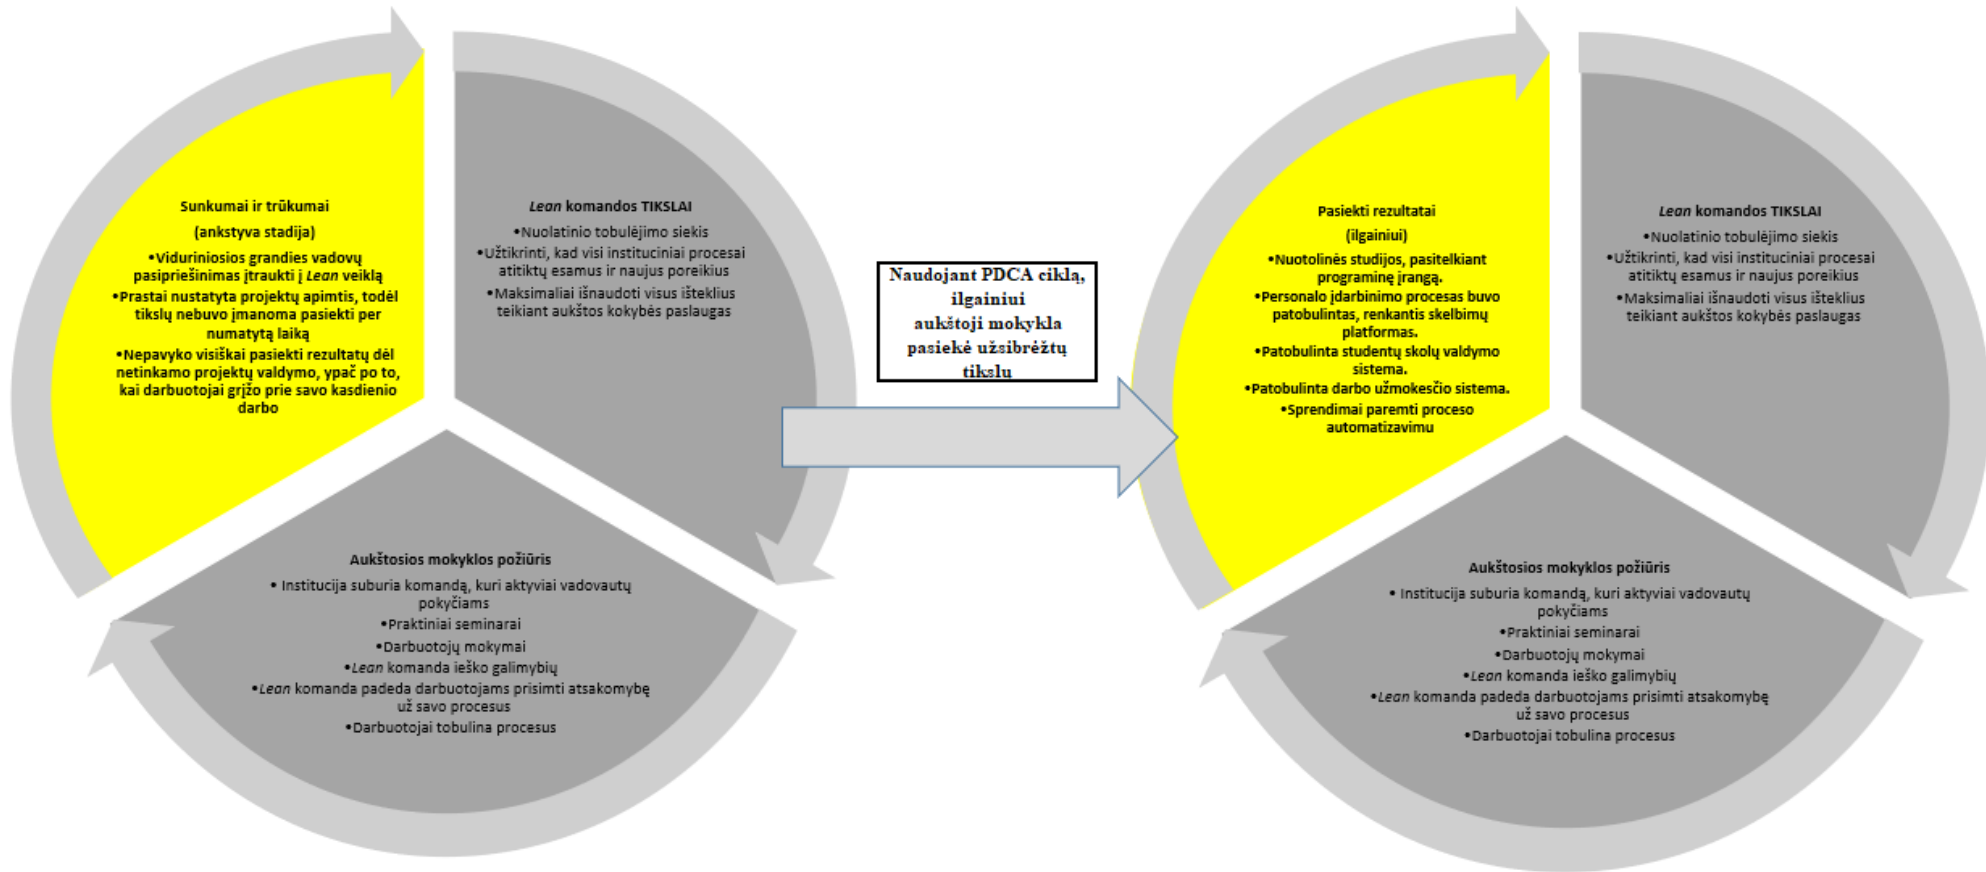 Sunkumai ir trūkumai
(ankstyva stadija)
•Viduriniosios grandies vadovų
pasipriešinimas įtraukti į Lean veiklą
•Prastai nustatyta projektų apimtis, todėl
tikslų nebuvo įmanoma pasiekti per
numatytą laiką
•Nepavyko visiškai pasiekti rezultatų dėl
netinkamo projektų valdymo, ypač po to,
kai darbuotojai grįžo prie savo kasdienio
darbo
Lean komandos TIKSLAI
•Nuolatinio tobulėjimo siekis
•Užtikrinti, kad visi instituciniai procesai
atitiktų esamus ir naujus poreikius
•Maksimaliai išnaudoti visus išteklius
teikiant aukštos kokybės paslaugas
Aukštosios mokyklos požiūris
• Institucija suburia komandą, kuri aktyviai vadovautų
pokyčiams
•Praktiniai seminarai
•Darbuotojų mokymai
•Lean komanda ieško galimybių
•Lean komanda padeda darbuotojams prisimti atsakomybę
už savo procesus
•Darbuotojai tobulina procesus
Naudojant PDCA ciklą,
ilgainiui
aukštoji mokykla
pasiekė užsibrėžtų
tikslų
Pasiekti rezultatai
(ilgainiui)
•Nuotolinės studijos, pasitelkiant
programinę įrangą.
•Personalo įdarbinimo procesas buvo
patobulintas, renkantis skelbimų
platformas.
•Patobulinta studentų skolų valdymo
sistema.
•Patobulinta darbo užmokesčio sistema.
•Sprendimai paremti proceso
automatizavimu
Lean komandos TIKSLAI
•Nuolatinio tobulėjimo siekis
•Užtikrinti, kad visi instituciniai procesai
atitiktų esamus ir naujus poreikius
•Maksimaliai išnaudoti visus išteklius
teikiant aukštos kokybės paslaugas
Aukštosios mokyklos požiūris
• Institucija suburia komandą, kuri aktyviai vadovautų
pokyčiams
•Praktiniai seminarai
•Darbuotojų mokymai
•Lean komanda ieško galimybių
•Lean komanda padeda darbuotojams prisimti atsakomybę
už savo procesus
•Darbuotojai tobulina procesus